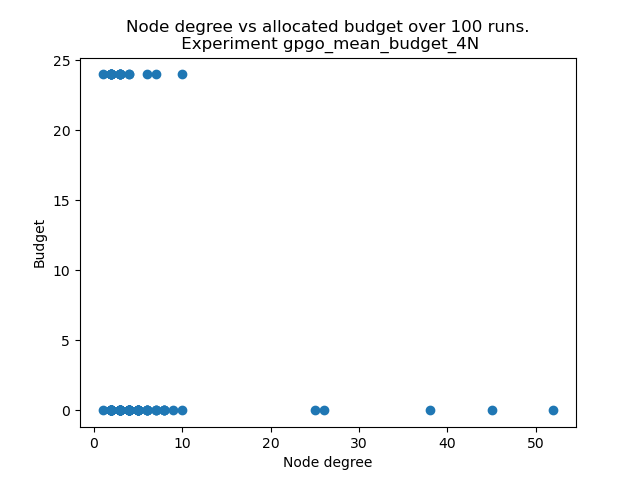 Node degree vs allocated budget over 100 runs.
Experiment gpgo_mean_budget_4N
25
20
15
10
5
0
Budget
0 10 20 30 40 50
Node degree